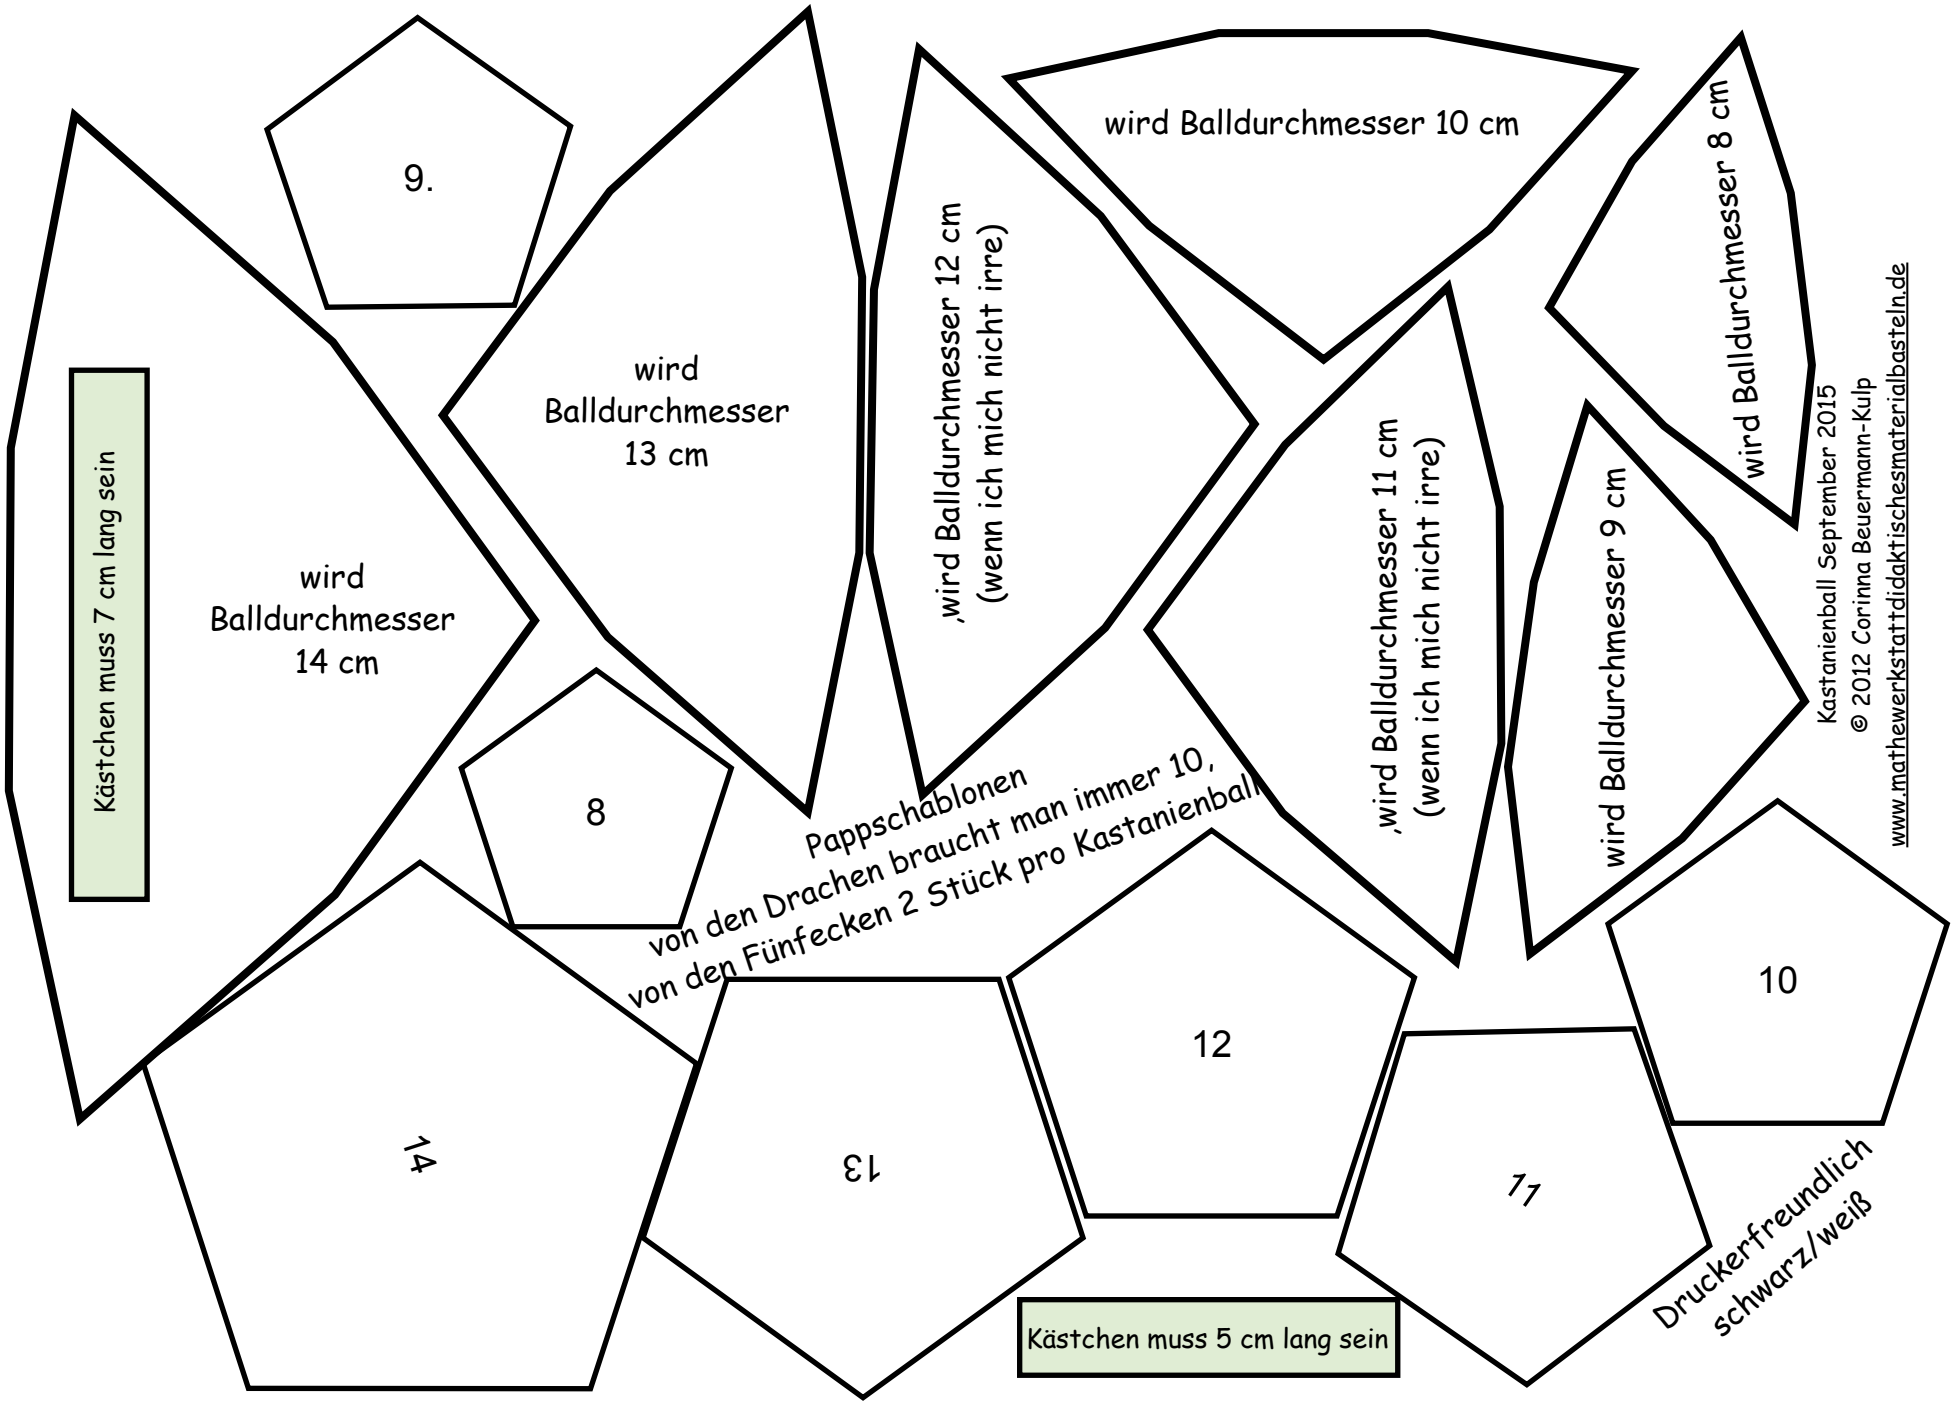 9.
wird Balldurchmesser 10 cm
wird Balldurchmesser 8 cm
wird
Balldurchmesser
13 cm
‚wird Balldurchmesser 12 cm
(wenn ich mich nicht irre)
Kästchen muss 7 cm lang sein
wird
Balldurchmesser
14 cm
‚wird Balldurchmesser 11 cm
(wenn ich mich nicht irre)
wird Balldurchmesser 9 cm
Kastanienball September 2015
© 2012 Corinna Beuermann-Kulp
www.mathewerkstattdidaktischesmaterialbasteln.de
8
Pappschablonen
von den Drachen braucht man immer 10,
von den Fünfecken 2 Stück pro Kastanienball
10
12
14
13
11
Druckerfreundlich
schwarz/weiß
Kästchen muss 5 cm lang sein